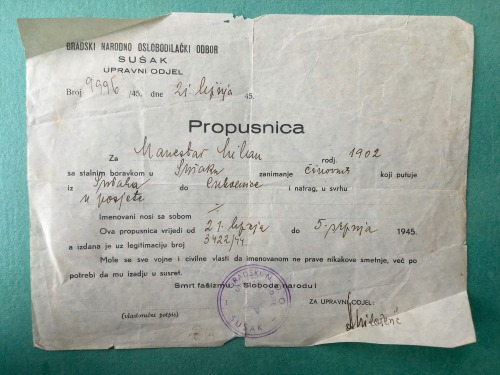 GRADSKI NARODNO OSLOBODILAČKI ODBOR
SUŠAK
UPRAVNI ODJEL
Broj 9996 /45, dne 21 lipnja 45.
Propusnica
Za Manestar Milan rodj. 1902
sa stalnim boravkom u Sušaku zanimanje činovnik koji putuje
iz Sušaka do Crikvenice i natrag, u svrhu
u posjete
Imenovani nosi sa sobom
Ova propusnica vrijedi od 21. lipnja do 5. srpnja 1945.
a izdana je uz legitimaciju broj 3422/44
Mole se sve vojne i civilne vlasti da imenovanom ne prave nikakove smetnje, već po
potrebi da mu izadju u susret.
Smrt fašizmu - Sloboda narodu!
(vlastoručni potpis)
ZA UPRAVNI ODJEL:
GRADSKI N. O. O.
SUŠAK